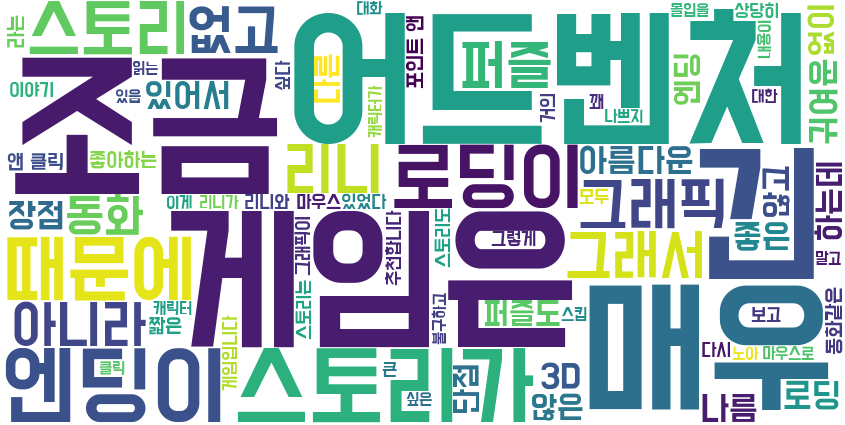 라는 스토리 없고 어드벤처 대화 몰입을 상당히 없이
이야기 조금 읽는 싶다 다른 포인트 앤 퍼즐 엔딩 내용이
있음 있어서 캐릭터가 거의 꽤 나쁘지 대한 귀여운
앤 클릭 좋아하는 리니 로딩이 아름다운 긴 않고 하는데
장점 동화 이게 리니가 리니와 마우스 있었다 모두 그래픽 좋은
때문에 게임은 그래픽이 추천합니다 스토리도 그렇게 그래서 말고
아니라 캐릭터 짧은 게임입니다 스토리는 불구하고 퍼즐도 스킵 매우 보고 동화같은
엔딩이 클릭 스토리가 큰 싶은 단점 3D 않은 다시 노아 마우스로
나름 로딩